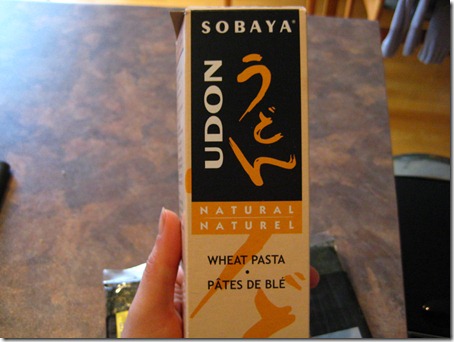 SOBAYA®
UDON
うどん
NATURAL
NATUREL
WHEAT PASTA
•
PÂTES DE BLÉ